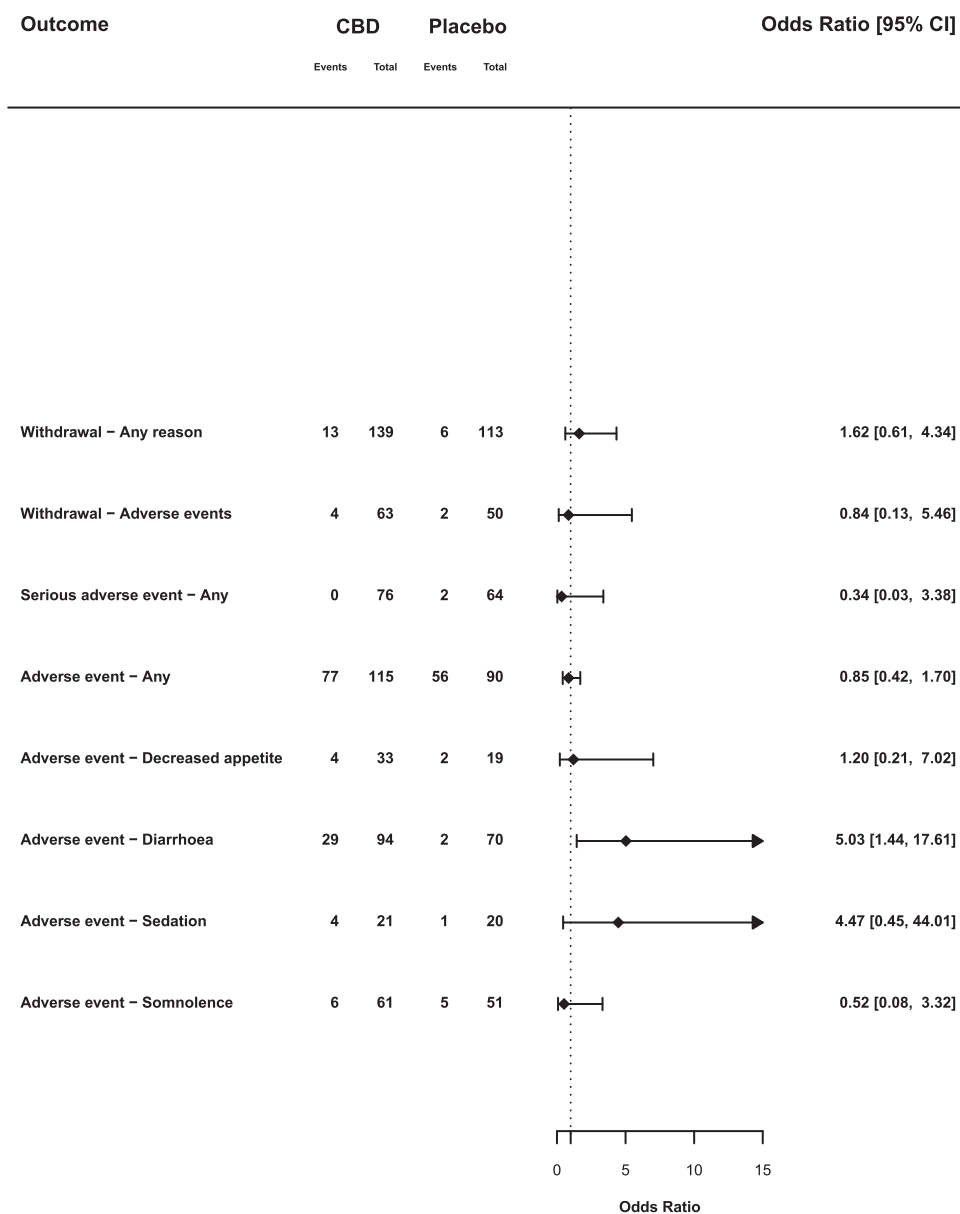 Outcome CBD Placebo Odds Ratio [95% CI]
Events Total Events Total
Withdrawal − Any reason 13 139 6 113 1.62 [0.61, 4.34]
Withdrawal − Adverse events 4 63 2 50 0.84 [0.13, 5.46]
Serious adverse event − Any 0 76 2 64 0.34 [0.03, 3.38]
Adverse event − Any 77 115 56 90 0.85 [0.42, 1.70]
Adverse event − Decreased appetite 4 33 2 19 1.20 [0.21, 7.02]
Adverse event − Diarrhoea 29 94 2 70 5.03 [1.44, 17.61]
Adverse event − Sedation 4 21 1 20 4.47 [0.45, 44.01]
Adverse event − Somnolence 6 61 5 51 0.52 [0.08, 3.32]
0 5 10 15
Odds Ratio